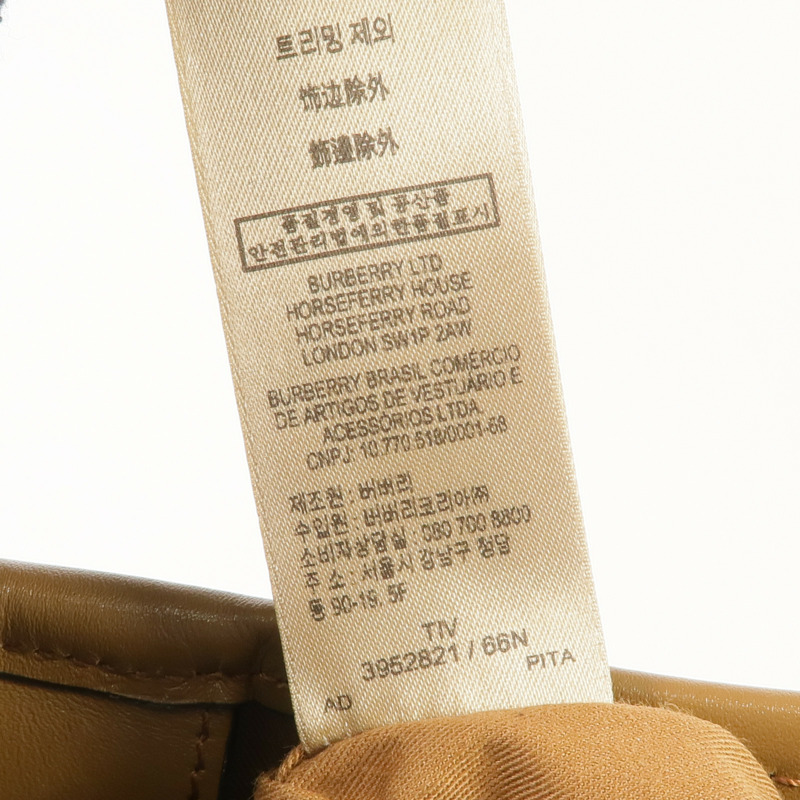 트리밍 제외
饰边除外
飾邊除外
품질경영 및 공산품
안전관리법에의한품질표시
BURBERRY LTD
HORSEFERRY HOUSE
HORSEFERRY ROAD
LONDON SW1P 2AW
BURBERRY BRASIL COMÉRCIO
DE ARTIGOS DE VESTUÁRIO E
ACESSÓRIOS LTDA.
CNPJ: 10.770.518/0001-68
제조원 : 버버리
수입원 : 버버리코리아㈜
소비자상담실 : 080 700 8800
주 소 : 서울시 강남구 청담
동 90-19. 5F
TIV
3952821 / 66N
AD PITA